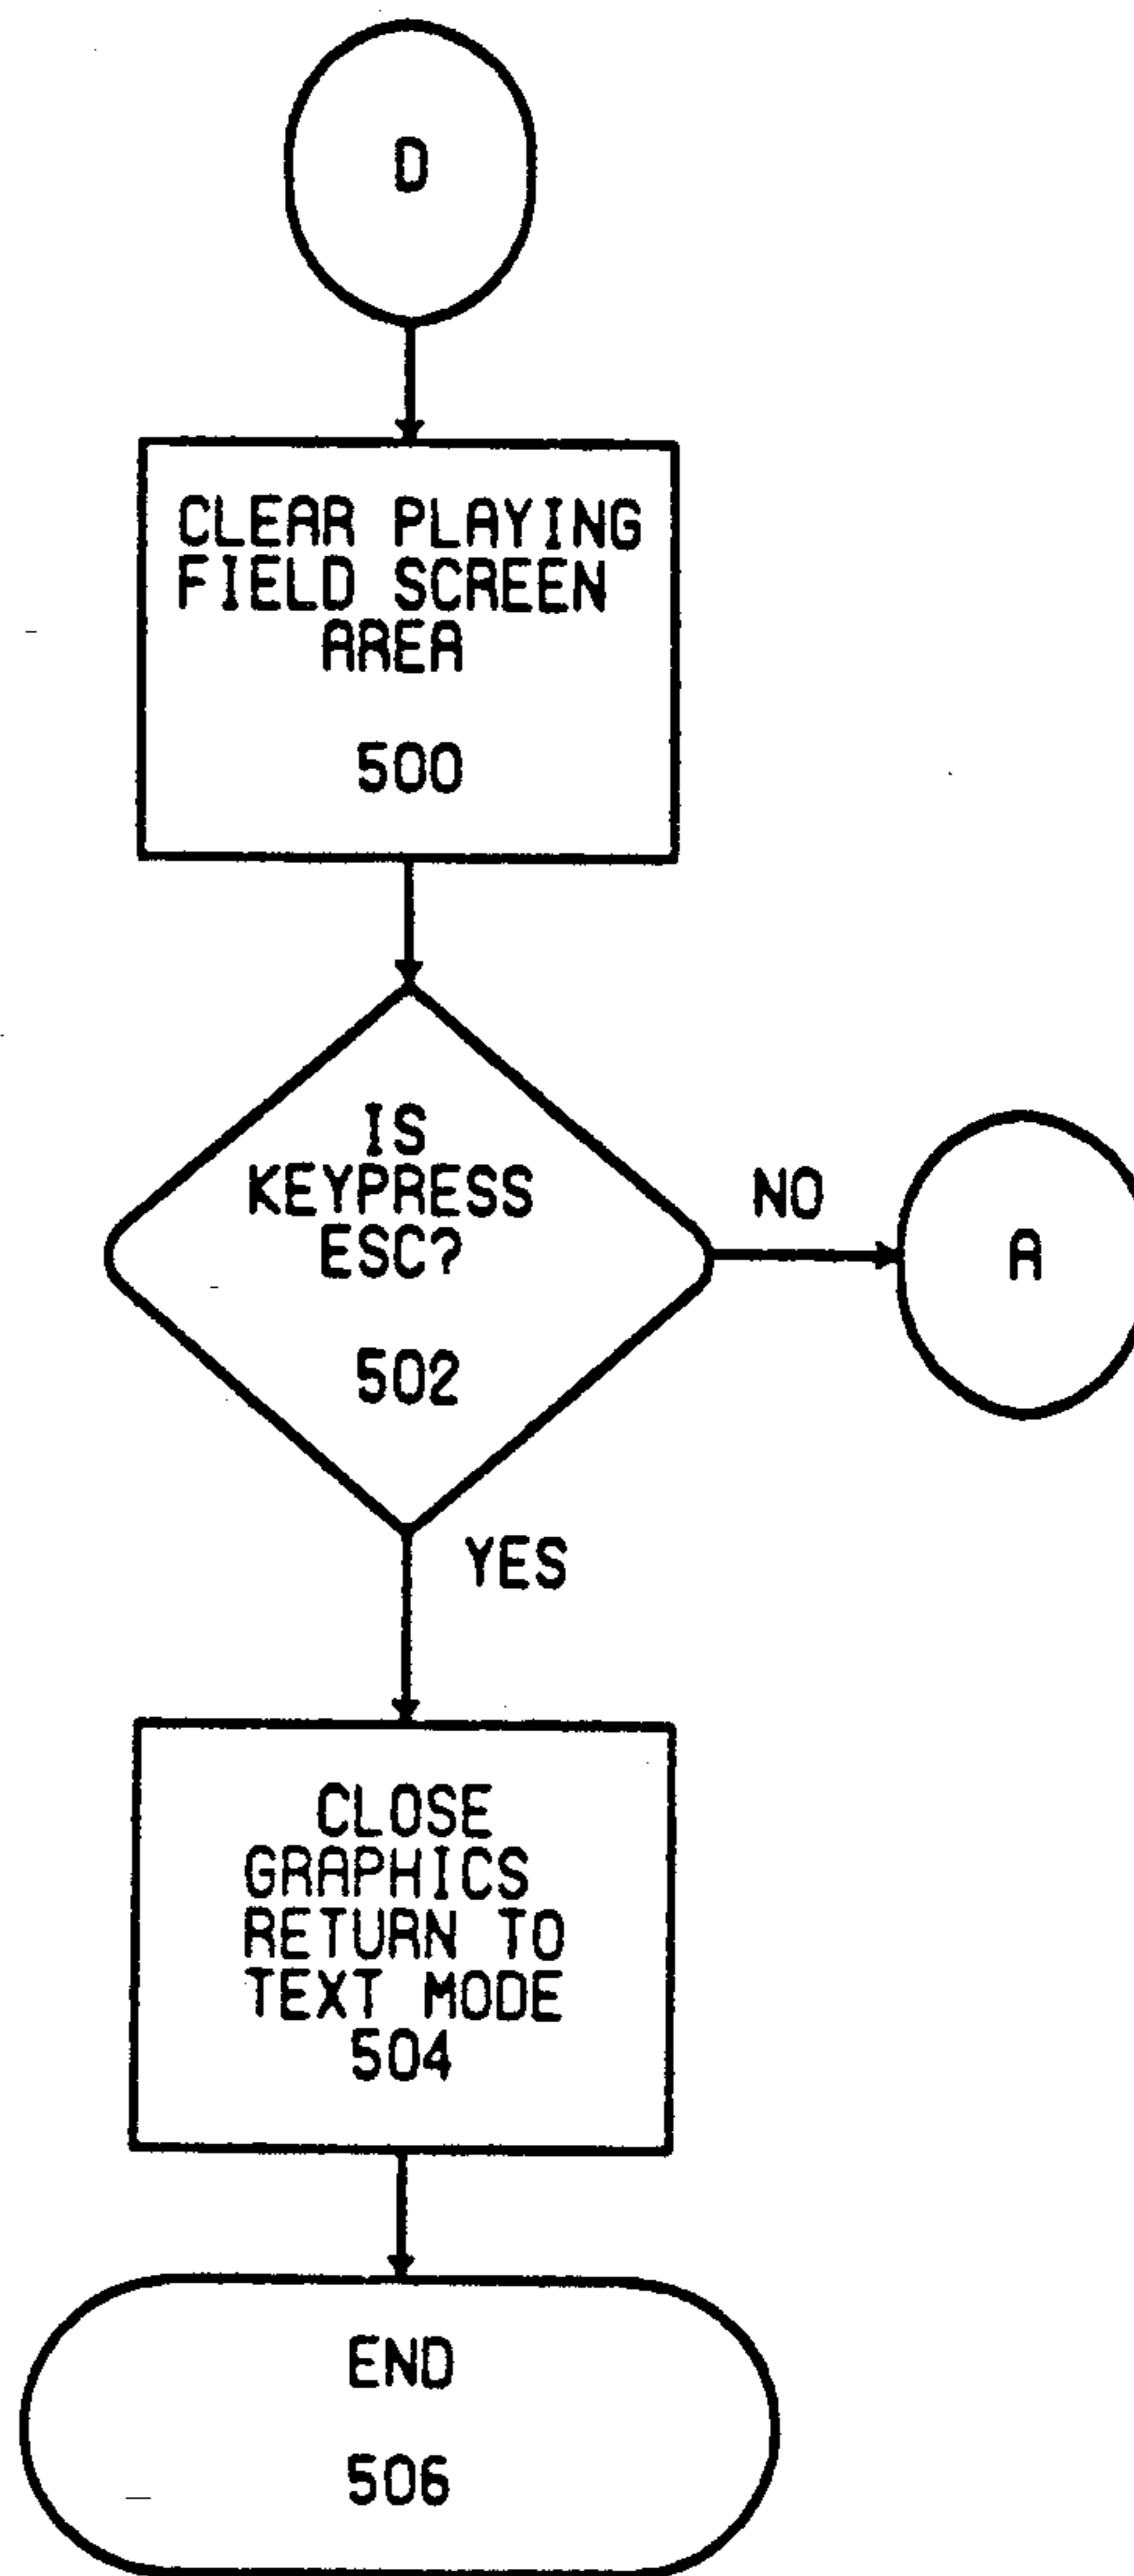 D
CLEAR PLAYING
FIELD SCREEN
AREA
500
IS
KEYPRESS
ESC?
502
NO
A
YES
CLOSE
GRAPHICS
RETURN TO
TEXT MODE
504
END
506